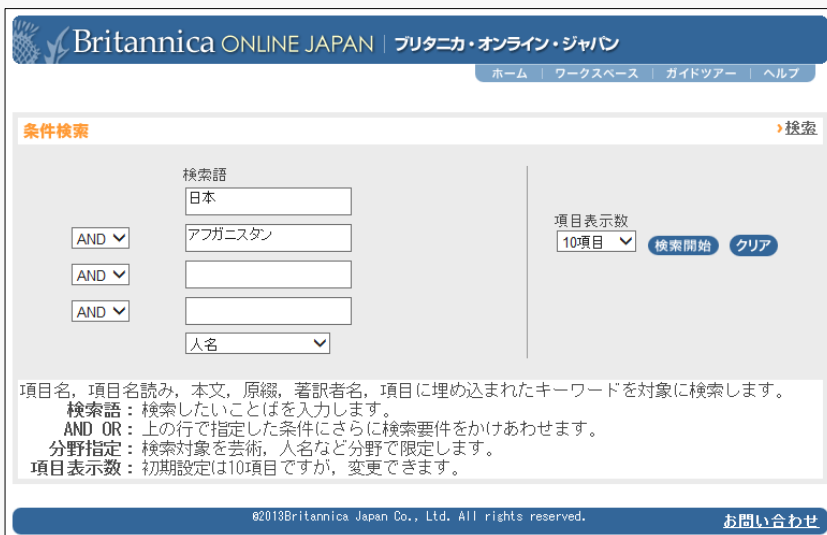 Britannica ONLINE JAPAN | ブリタニカ・オンライン・ジャパン
ホーム | ワークスペース | ガイドツアー | ヘルプ
条件検索
›検索
検索語
日本
AND
アフガニスタン
AND
AND
人名
項目表示数
10項目
検索開始
クリア
項目名，項目名読み，本文，原綴，著訳者名，項目に埋め込まれたキーワードを対象に検索します。
検索語：検索したいことばを入力します。
AND OR：上の行で指定した条件にさらに検索要件をかけあわせます。
分野指定：検索対象を芸術，人名など分野で限定します。
項目表示数：初期設定は10項目ですが，変更できます。
©2013Britannica Japan Co., Ltd. All rights reserved.
お問い合わせ